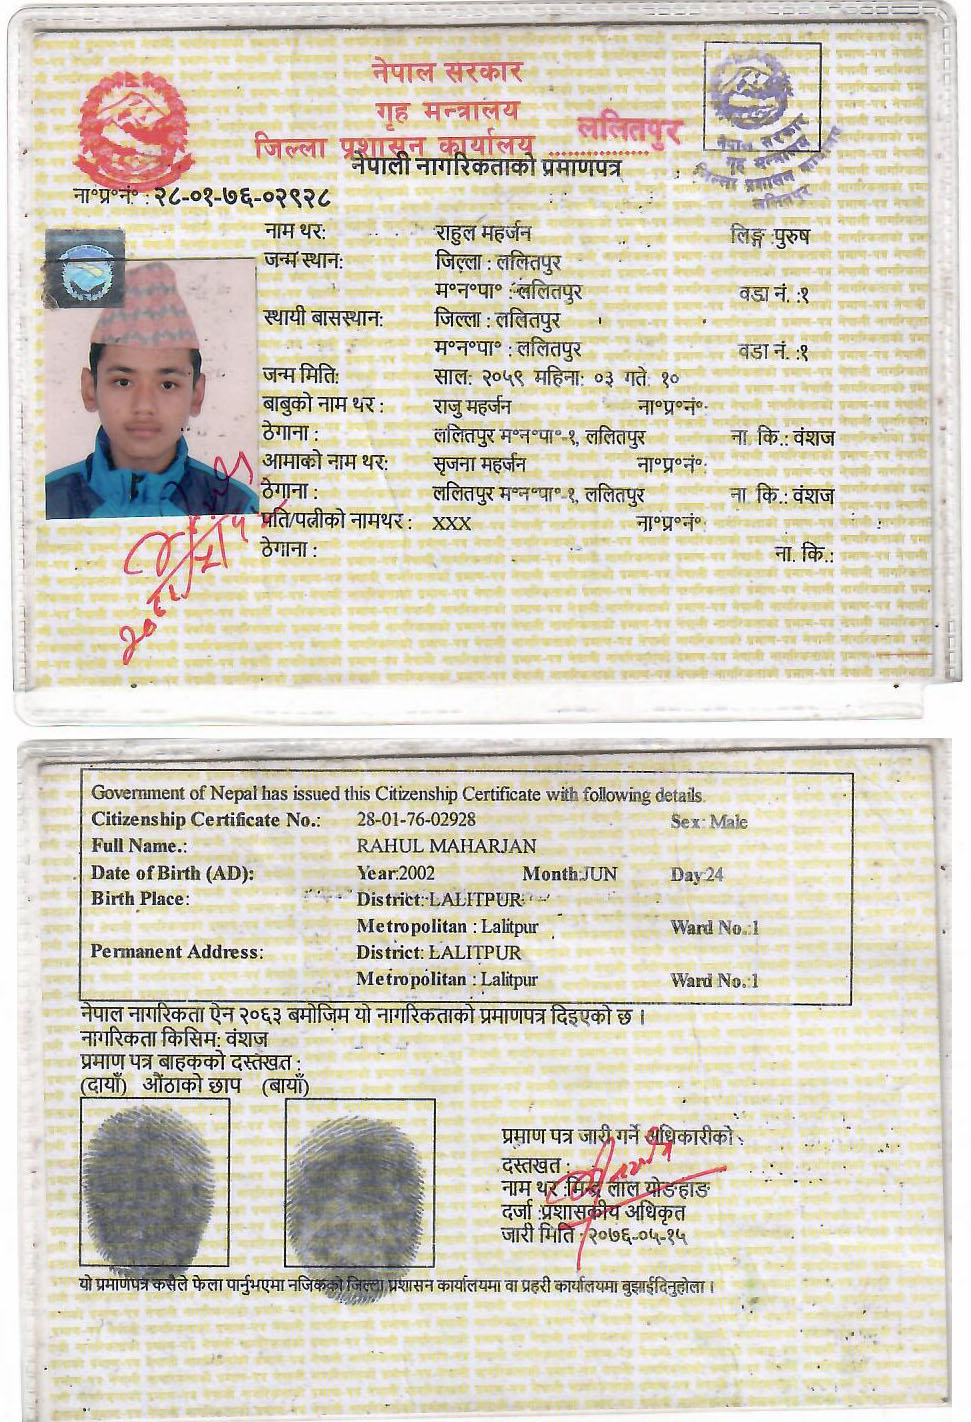 नेपाल सरकार
गृह मन्त्रालय
जिल्ला प्रशासन कार्यालय ............... ललितपुर
नेपाली नागरिकताको प्रमाणपत्र
नेपाल सरकार
गृह मन्त्रालय
जिल्ला प्रशासन कार्यालय
ललितपुर
ना॰प्र॰नं॰ : २८-०१-७६-०२९२८
नाम थर: राहुल महर्जन लिङ्ग :पुरुष
जन्म स्थान: जिल्ला : ललितपुर
म॰न॰पा॰ : ललितपुर वडा नं. :१
स्थायी बासस्थान: जिल्ला : ललितपुर
म॰न॰पा॰ : ललितपुर वडा नं. :१
जन्म मिति: साल: २०५९ महिना: ०३ गते: १०
बाबुको नाम थर : राजु महर्जन ना॰प्र॰नं॰
ठेगाना : ललितपुर म॰न॰पा॰-१, ललितपुर ना. कि.: वंशज
आमाको नाम थर: सृजना महर्जन ना॰प्र॰नं॰
ठेगाना : ललितपुर म॰न॰पा॰-१, ललितपुर ना. कि.: वंशज
पति/पत्नीको नामथर : XXX ना॰प्र॰नं॰
ठेगाना : ना. कि.:
Government of Nepal has issued this Citizenship Certificate with following details.
Citizenship Certificate No.: 28-01-76-02928 Sex: Male
Full Name.: RAHUL MAHARJAN
Date of Birth (AD): Year:2002 Month:JUN Day:24
Birth Place: District: LALITPUR
Metropolitan : Lalitpur Ward No.:1
Permanent Address: District: LALITPUR
Metropolitan : Lalitpur Ward No.:1
नेपाल नागरिकता ऐन २०६३ बमोजिम यो नागरिकताको प्रमाणपत्र दिइएको छ ।
नागरिकता किसिम: वंशज
प्रमाण पत्र बाहकको दस्तखत :
(दायाँ) औंठाको छाप (बायाँ)
प्रमाण पत्र जारी गर्ने अधिकारीको
दस्तखत :
नाम थर :मिन्द्र लाल योङहाङ
दर्जा :प्रशासकीय अधिकृत
जारी मिति : २०७६-०५-१५
यो प्रमाणपत्र कसैले फेला पार्नुभएमा नजिकको जिल्ला प्रशासन कार्यालयमा वा प्रहरी कार्यालयमा बुझाईदिनुहोला ।